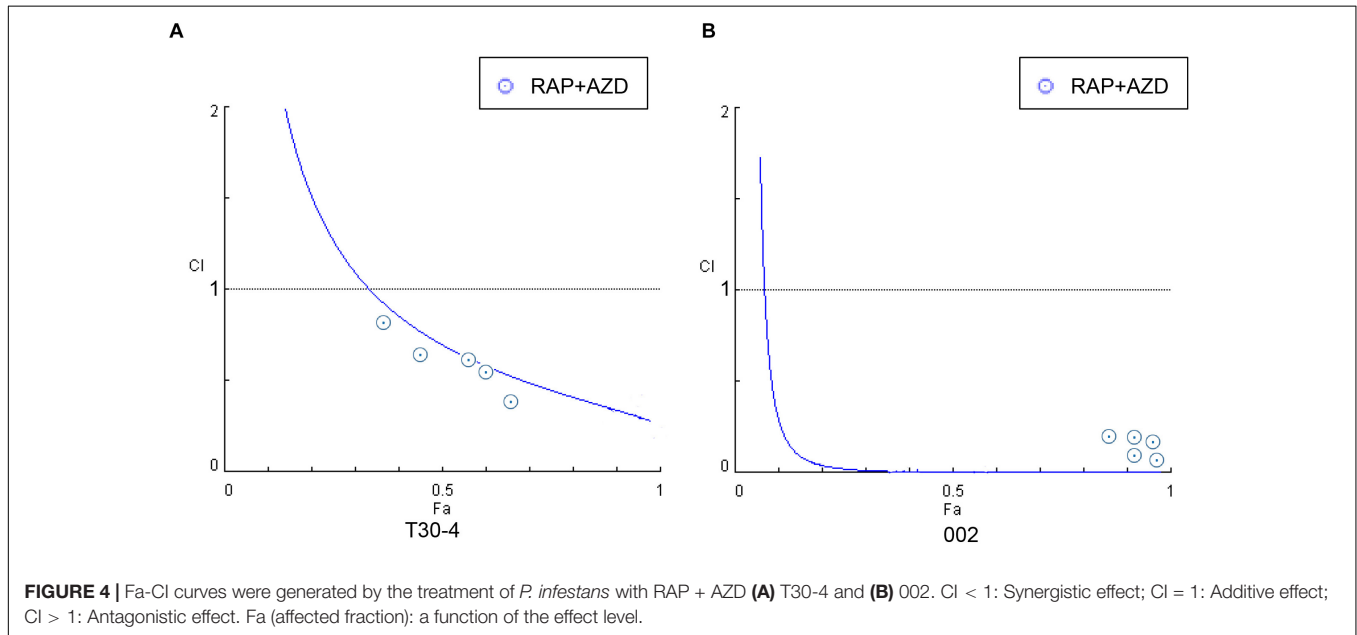 A
RAP+AZD
2
CI
1
0
0
0.5
1
Fa
T30-4
B
RAP+AZD
2
CI
1
0
0
0.5
1
Fa
002
FIGURE 4 | Fa-CI curves were generated by the treatment of P. infestans with RAP + AZD (A) T30-4 and (B) 002. CI < 1: Synergistic effect; CI = 1: Additive effect;
CI > 1: Antagonistic effect. Fa (affected fraction): a function of the effect level.